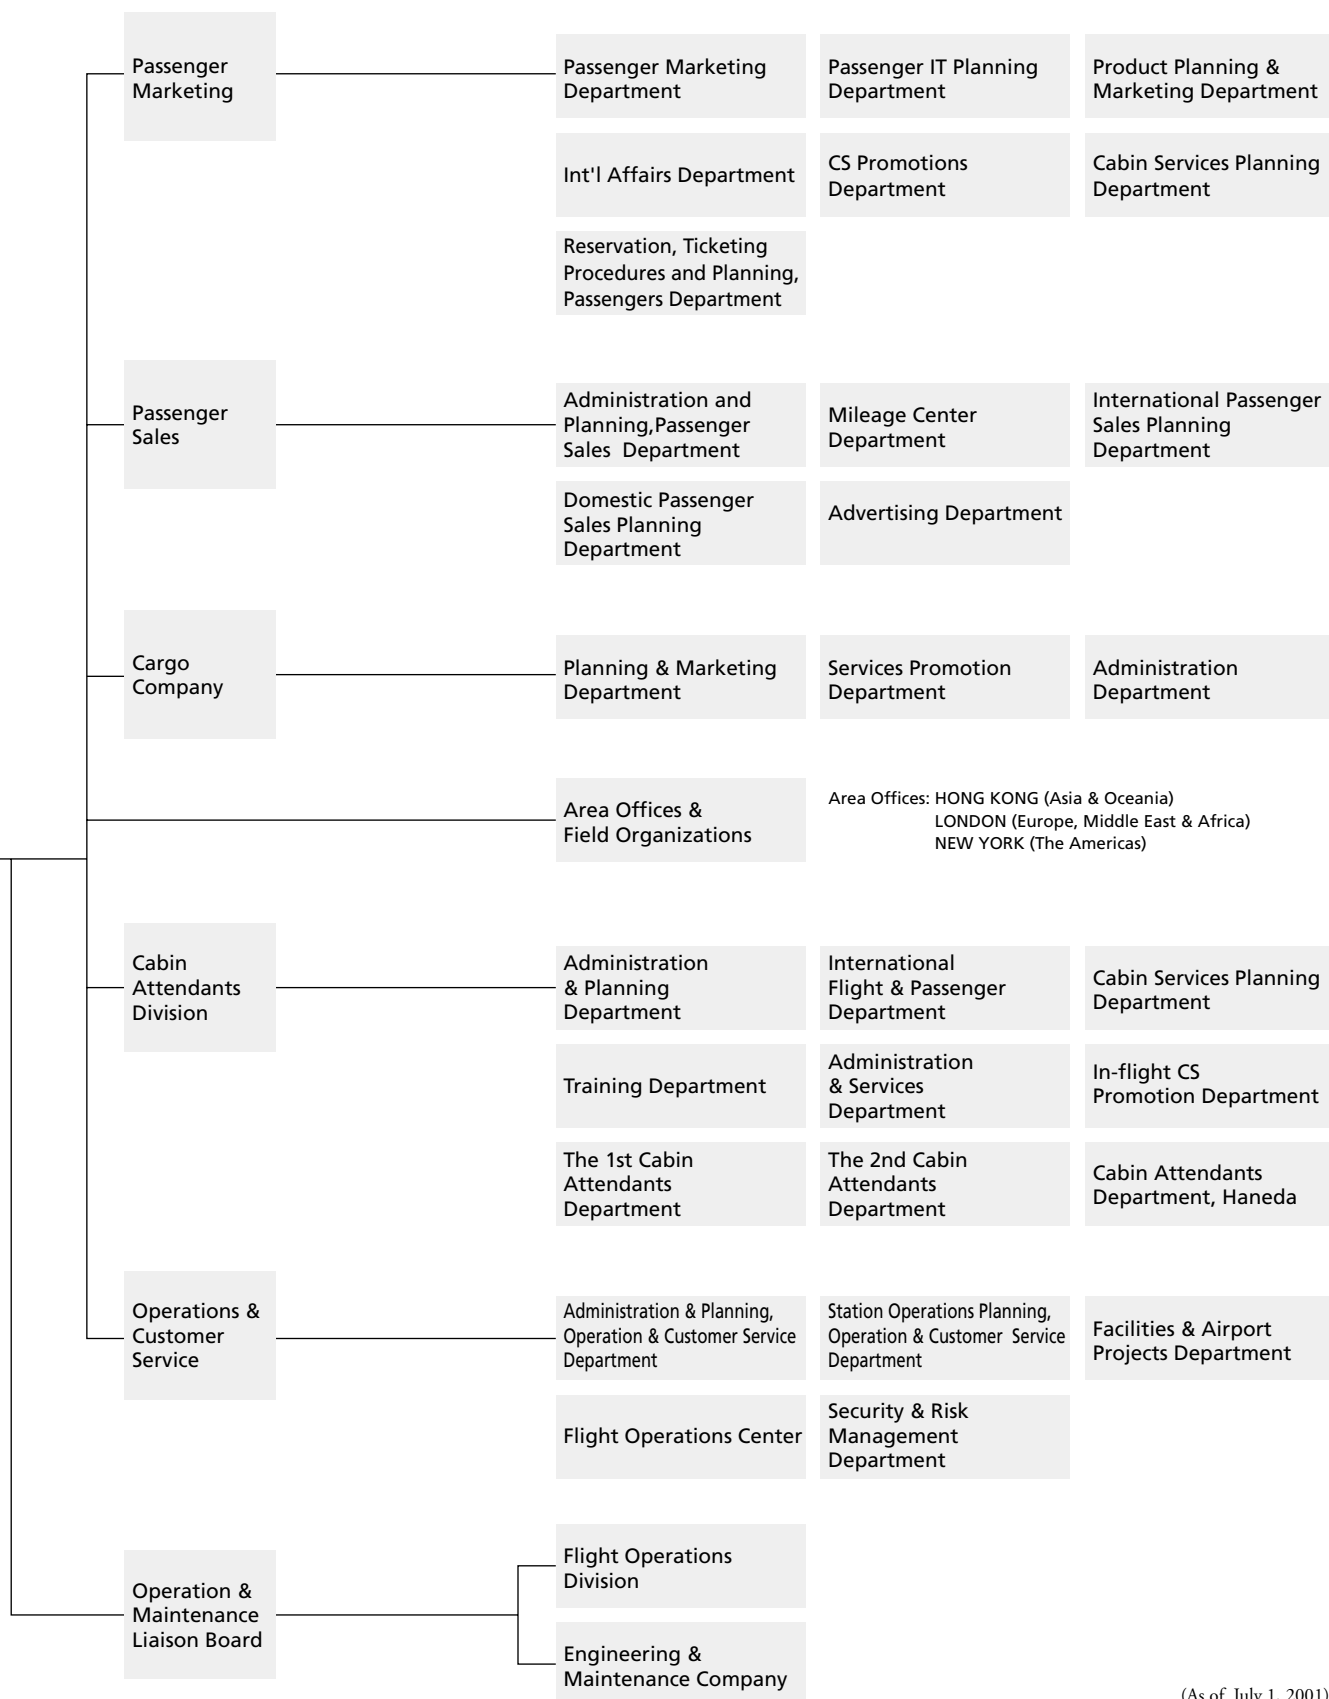 Passenger
Marketing
Passenger Marketing
Department
Passenger IT Planning
Department
Product Planning &
Marketing Department
Int'l Affairs Department
CS Promotions
Department
Cabin Services Planning
Department
Reservation, Ticketing
Procedures and Planning,
Passengers Department
Passenger
Sales
Administration and
Planning,Passenger
Sales Department
Mileage Center
Department
International Passenger
Sales Planning
Department
Domestic Passenger
Sales Planning
Department
Advertising Department
Cargo
Company
Planning & Marketing
Department
Services Promotion
Department
Administration
Department
Area Offices &
Field Organizations
Area Offices: HONG KONG (Asia & Oceania)
LONDON (Europe, Middle East & Africa)
NEW YORK (The Americas)
Cabin
Attendants
Division
Administration
& Planning
Department
International
Flight & Passenger
Department
Cabin Services Planning
Department
Training Department
Administration
& Services
Department
In-flight CS
Promotion Department
The 1st Cabin
Attendants
Department
The 2nd Cabin
Attendants
Department
Cabin Attendants
Department, Haneda
Operations &
Customer
Service
Administration & Planning,
Operation & Customer Service
Department
Station Operations Planning,
Operation & Customer Service
Department
Facilities & Airport
Projects Department
Flight Operations Center
Security & Risk
Management
Department
Operation &
Maintenance
Liaison Board
Flight Operations
Division
Engineering &
Maintenance Company
(As of July 1, 2001)